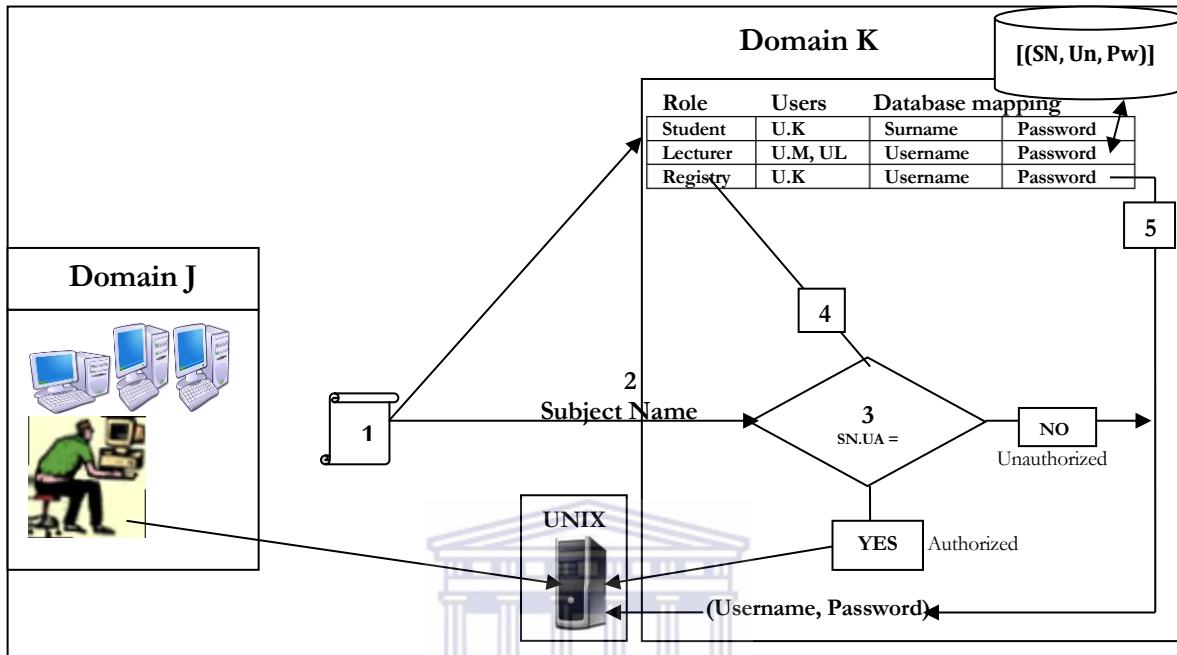 Domain K
[(SN, Un, Pw)]
Role Users Database mapping
Student U.K Surname Password
Lecturer U.M, UL Username Password
Registry U.K Username Password
5
Domain J
4
2
Subject Name
1
3
SN.UA =
NO
Unauthorized
UNIX
YES Authorized
(Username, Password)